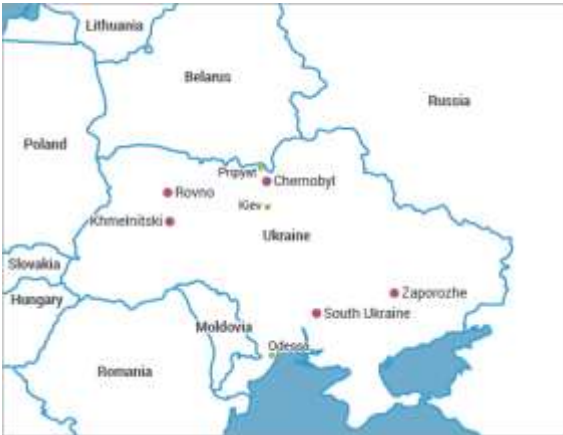 Lithuania
Belarus
Russia
Poland
Pripyat
Chernobyl
Rovno
Kiev
Khmelnitski
Ukraine
Slovakia
Zaporozhe
Hungary
South Ukraine
Moldovia
Odessa
Romania